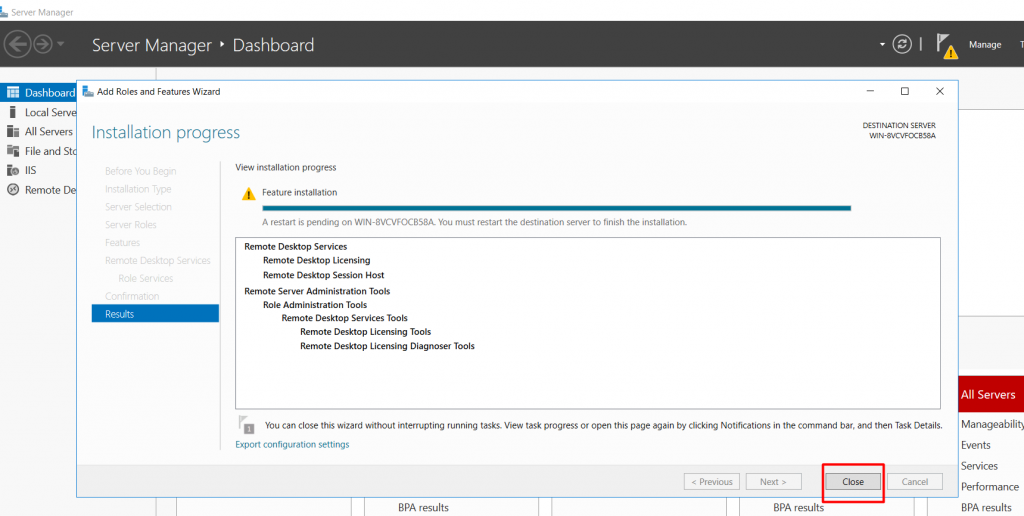 Server Manager
Server Manager • Dashboard
Manage
Dashboard
Local Serve
All Servers
File and Sto
IIS
Remote De
Add Roles and Features Wizard
Installation progress
DESTINATION SERVER
WIN-8VCVFOCB58A
Before You Begin
Installation Type
Server Selection
Server Roles
Features
Remote Desktop Services
Role Services
Confirmation
Results
View installation progress
Feature installation
A restart is pending on WIN-8VCVFOCB58A. You must restart the destination server to finish the installation.
Remote Desktop Services
Remote Desktop Licensing
Remote Desktop Session Host
Remote Server Administration Tools
Role Administration Tools
Remote Desktop Services Tools
Remote Desktop Licensing Tools
Remote Desktop Licensing Diagnoser Tools
1
You can close this wizard without interrupting running tasks. View task progress or open this page again by clicking Notifications in the command bar, and then Task Details.
Export configuration settings
< Previous
Next >
Close
Cancel
All Servers
Manageability
Events
Services
Performance
BPA results
BPA results
BPA results